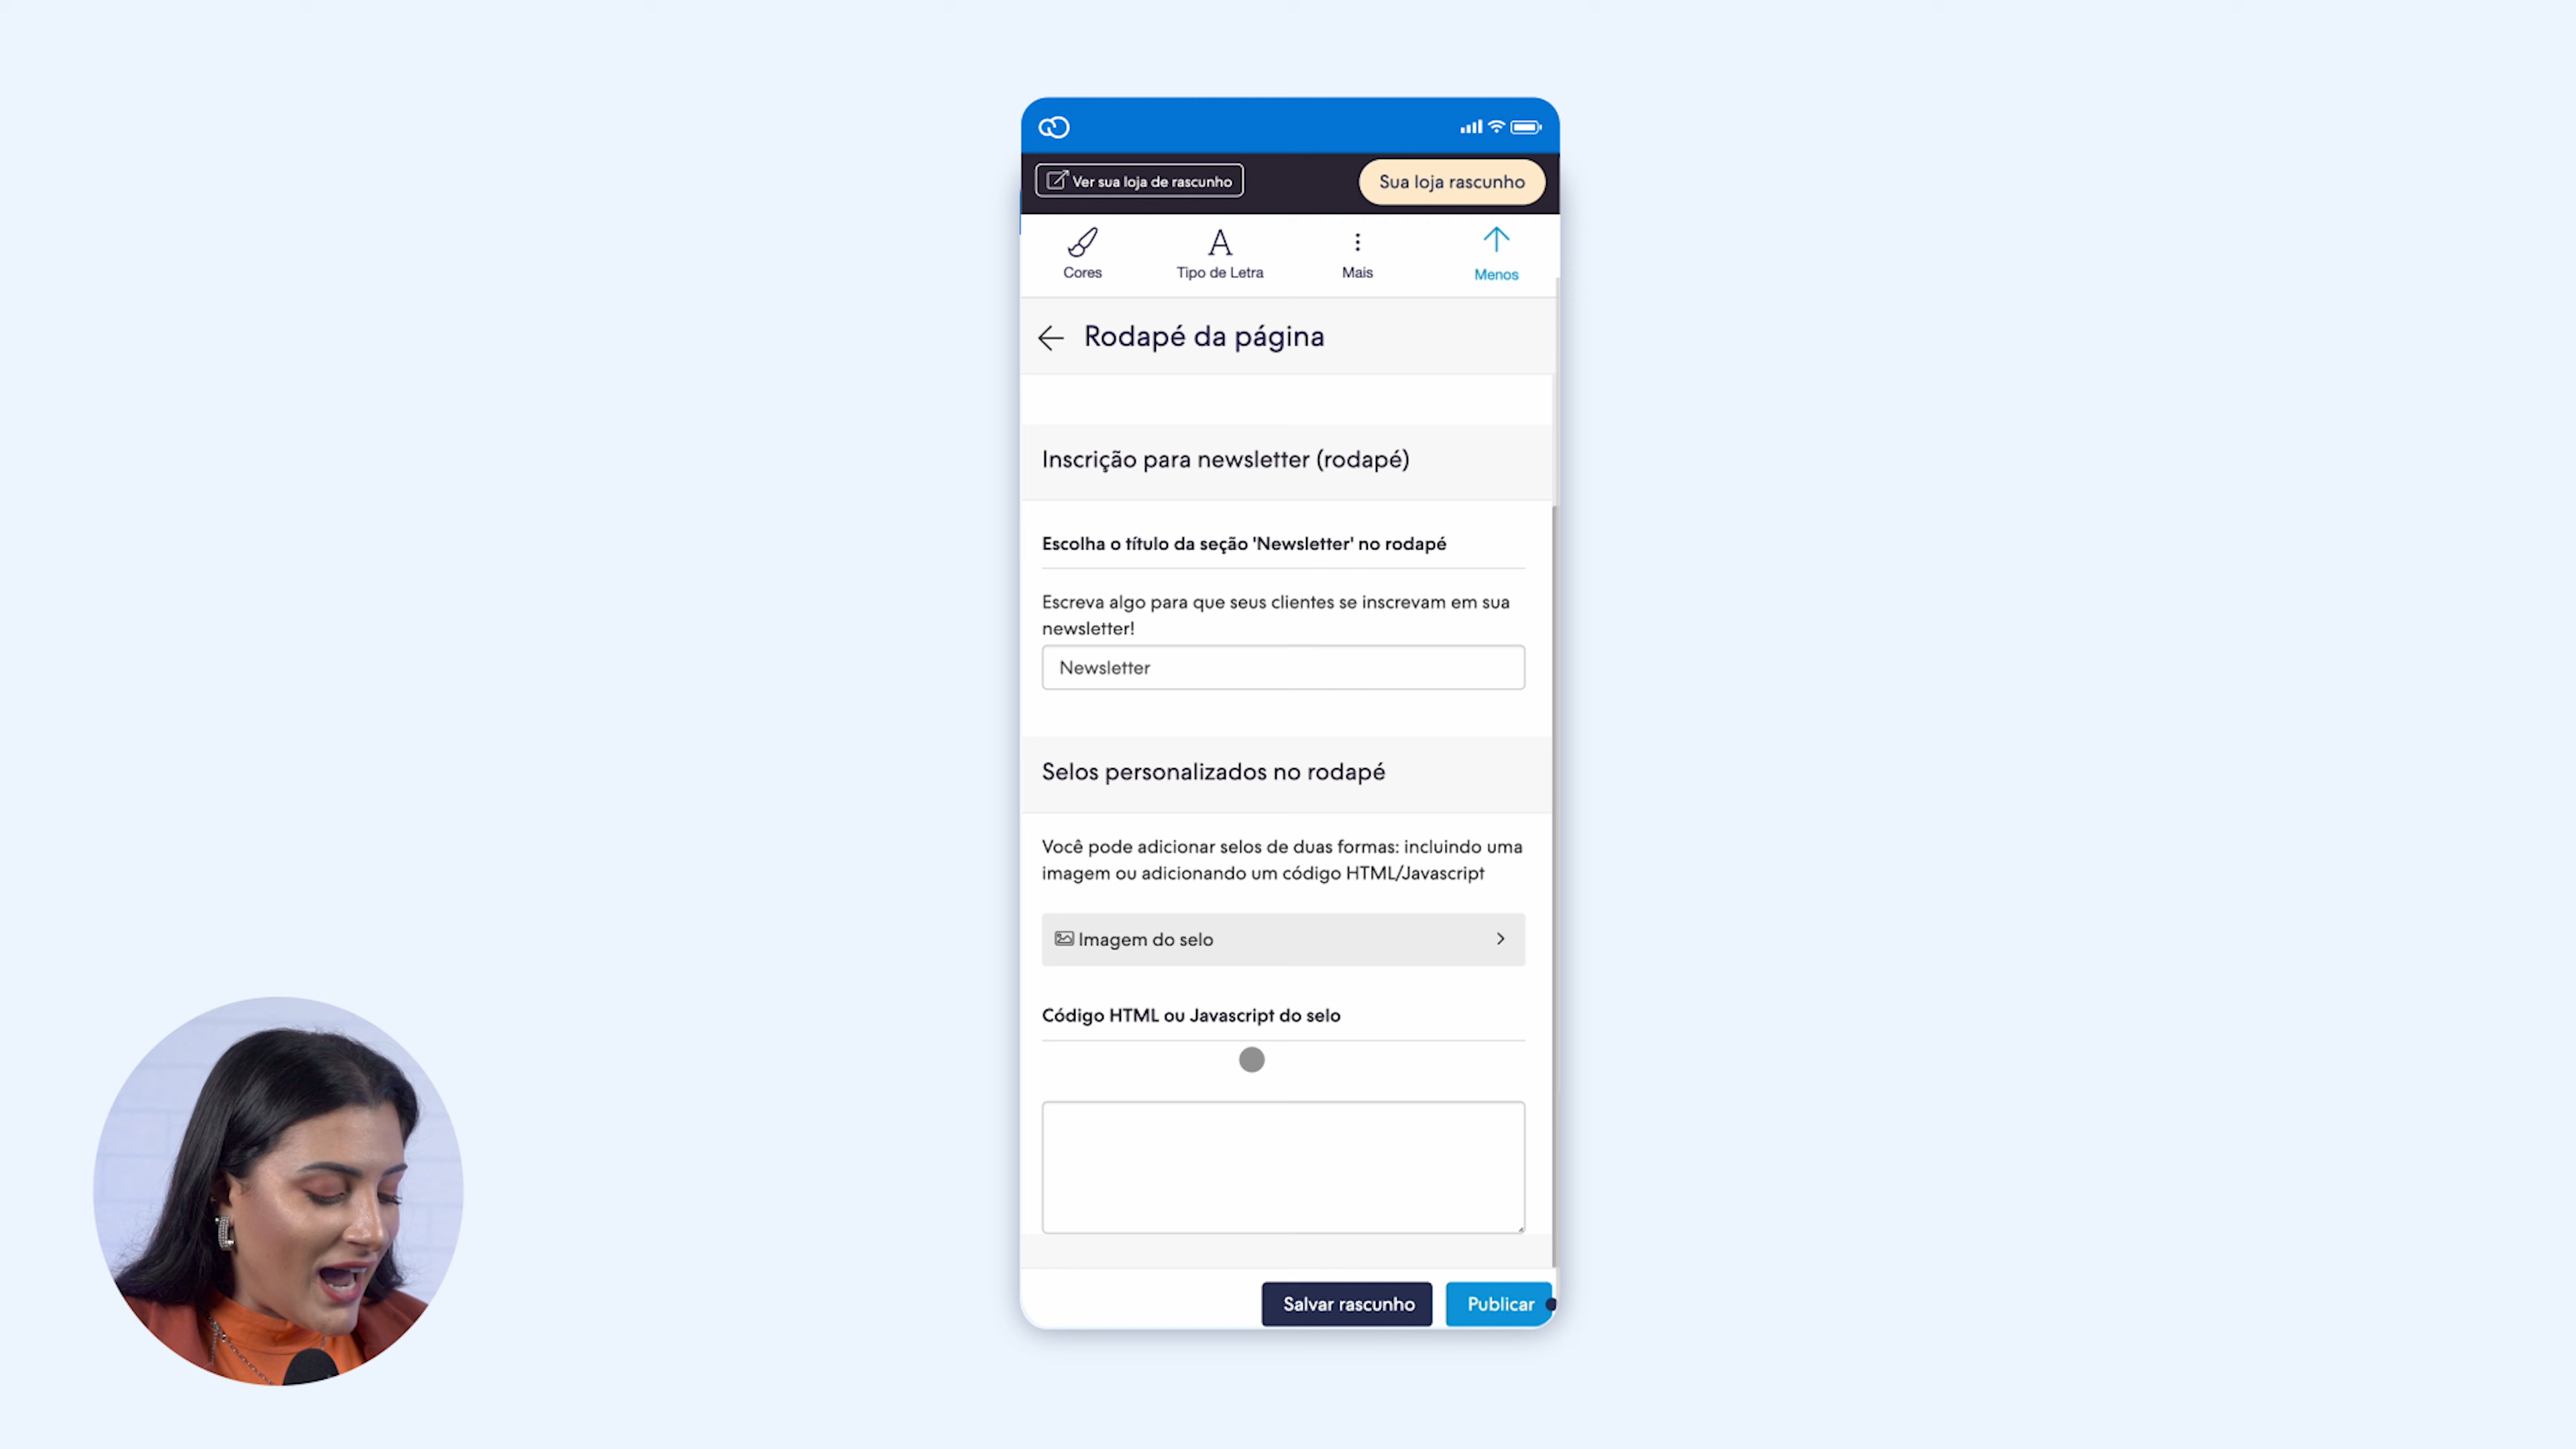 Ver sua loja de rascunho
Sua loja rascunho
Cores
Tipo de Letra
Mais
Menos
Rodapé da página
Inscrição para newsletter (rodapé)
Escolha o título da seção 'Newsletter' no rodapé
Escreva algo para que seus clientes se inscrevam em sua
newsletter!
Newsletter
Selos personalizados no rodapé
Você pode adicionar selos de duas formas: incluindo uma
imagem ou adicionando um código HTML/Javascript
Imagem do selo
Código HTML ou Javascript do selo
Salvar rascunho
Publicar